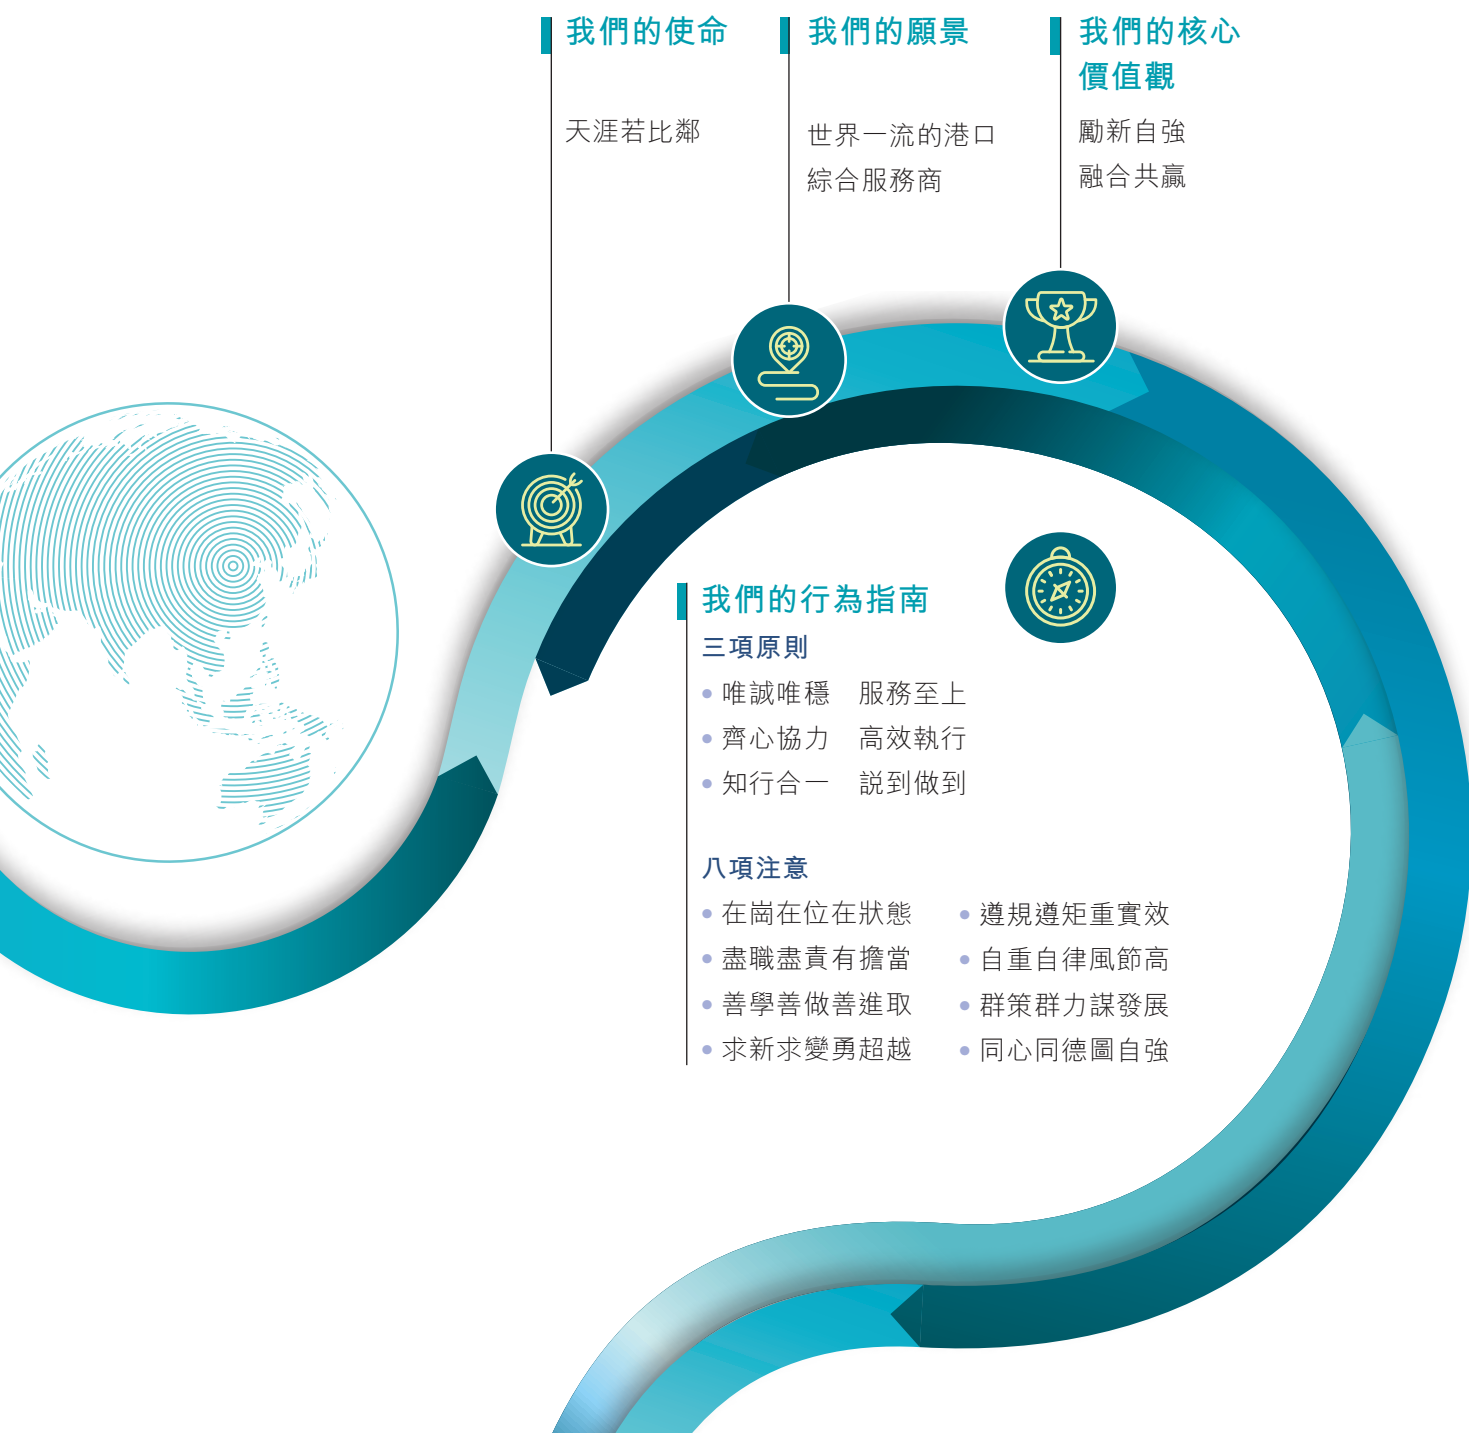 我們的使命
天涯若比鄰
我們的願景
世界一流的港口
綜合服務商
我們的核心
價值觀
勵新自強
融合共贏
我們的行為指南
三項原則
• 唯誠唯穩　服務至上
• 齊心協力　高效執行
• 知行合一　説到做到
八項注意
• 在崗在位在狀態
• 盡職盡責有擔當
• 善學善做善進取
• 求新求變勇超越
• 遵規遵矩重實效
• 自重自律風節高
• 群策群力謀發展
• 同心同德圖自強